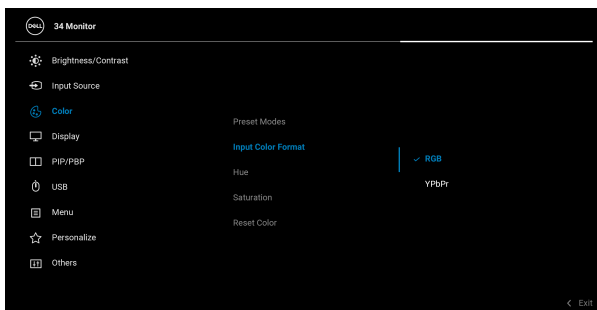 DELL 34 Monitor
Brightness/Contrast
Input Source
Color
Display
PIP/PBP
USB
Menu
Personalize
Others
Preset Modes
Input Color Format
Hue
Saturation
Reset Color
RGB
YPbPr
Exit